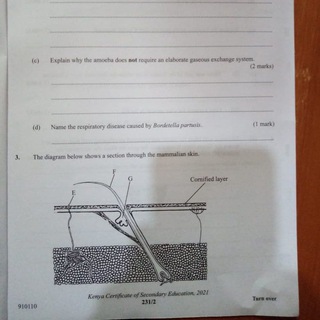 (c) Explain why the amoeba does not require an elaborate gaseous exchange system.
(2 marks)
(d) Name the respiratory disease caused by Bordetella partusis. (1 mark)
3. The diagram below shows a section through the mammalian skin.
F
G
Cornified layer
E
Kenya Certificate of Secondary Education, 2021
910110 231/2 Turn over